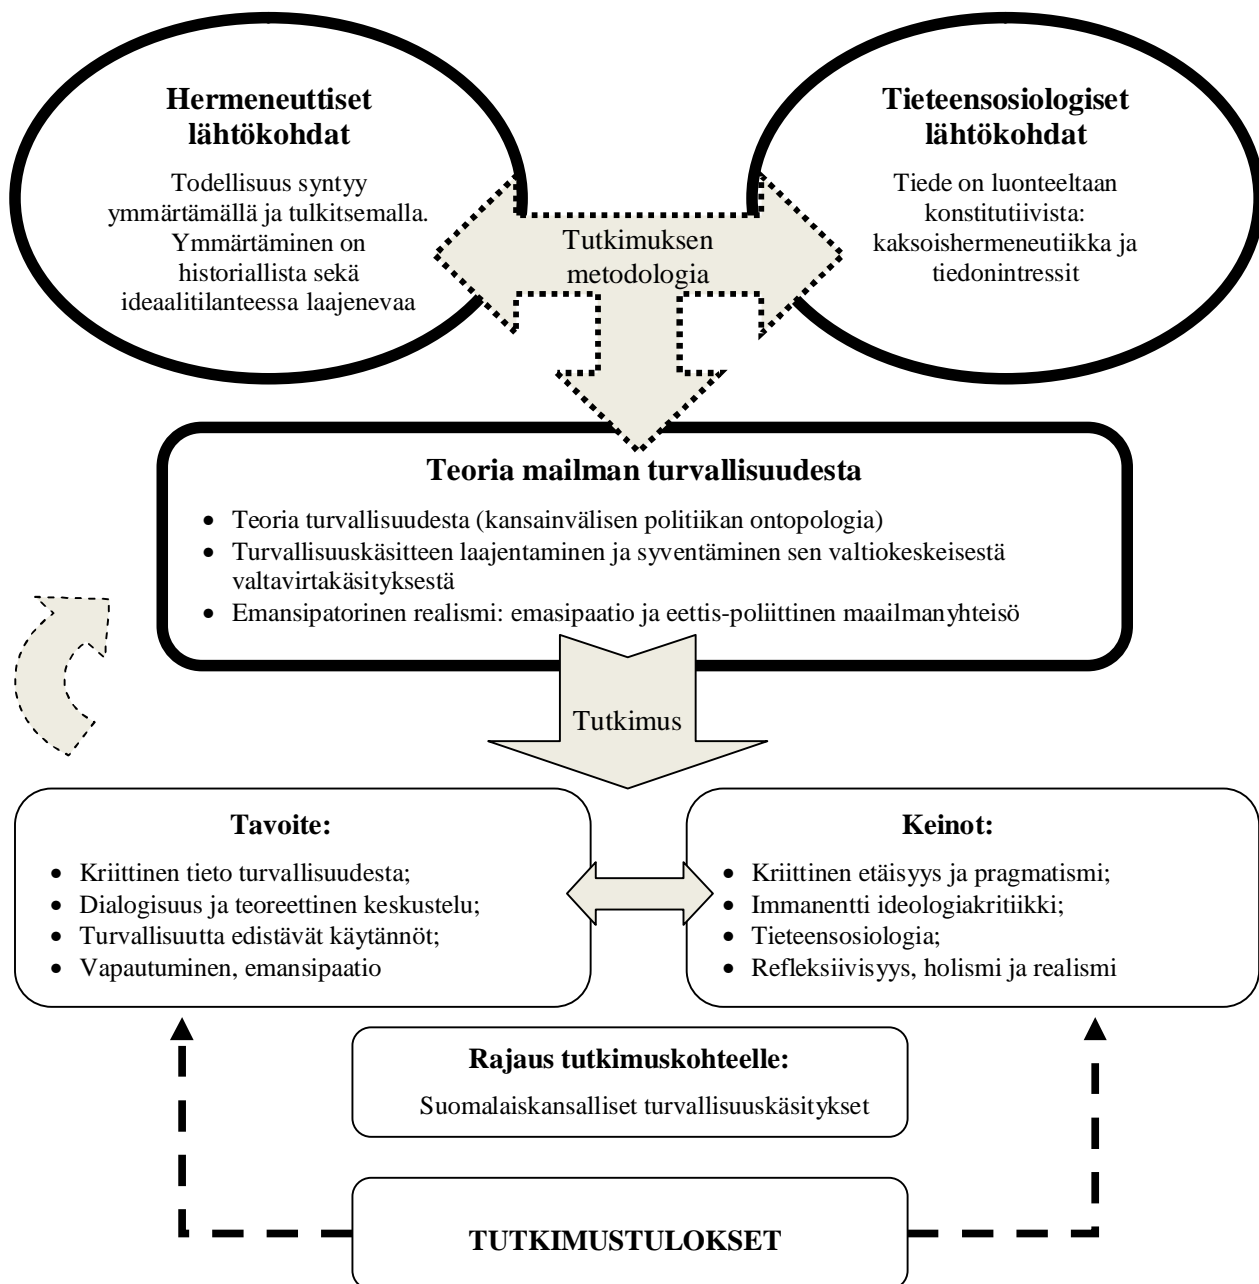 Hermeneuttiset
lähtökohdat
Todellisuus syntyy
ymmärtämällä ja tulkitsemalla.
Ymmärtäminen on
historiallista sekä
ideaalitilanteessa laajenevaa
Tieteensosiologiset
lähtökohdat
Tiede on luonteeltaan
konstitutiivista:
kaksoishermeneutiikka ja
tiedonintressit
Tutkimuksen
metodologia
Teoria mailman turvallisuudesta
• Teoria turvallisuudesta (kansainvälisen politiikan ontopologia)
• Turvallisuuskäsitteen laajentaminen ja syventäminen sen valtiokeskeisestä
valtavirtakäsityksestä
• Emansipatorinen realismi: emasipaatio ja eettis-poliittinen maailmanyhteisö
Tutkimus
Tavoite:
• Kriittinen tieto turvallisuudesta;
• Dialogisuus ja teoreettinen keskustelu;
• Turvallisuutta edistävät käytännöt;
• Vapautuminen, emansipaatio
Keinot:
• Kriittinen etäisyys ja pragmatismi;
• Immanentti ideologiakritiikki;
• Tieteensosiologia;
• Refleksiivisyys, holismi ja realismi
Rajaus tutkimuskohteelle:
Suomalaiskansalliset turvallisuuskäsitykset
TUTKIMUSTULOKSET